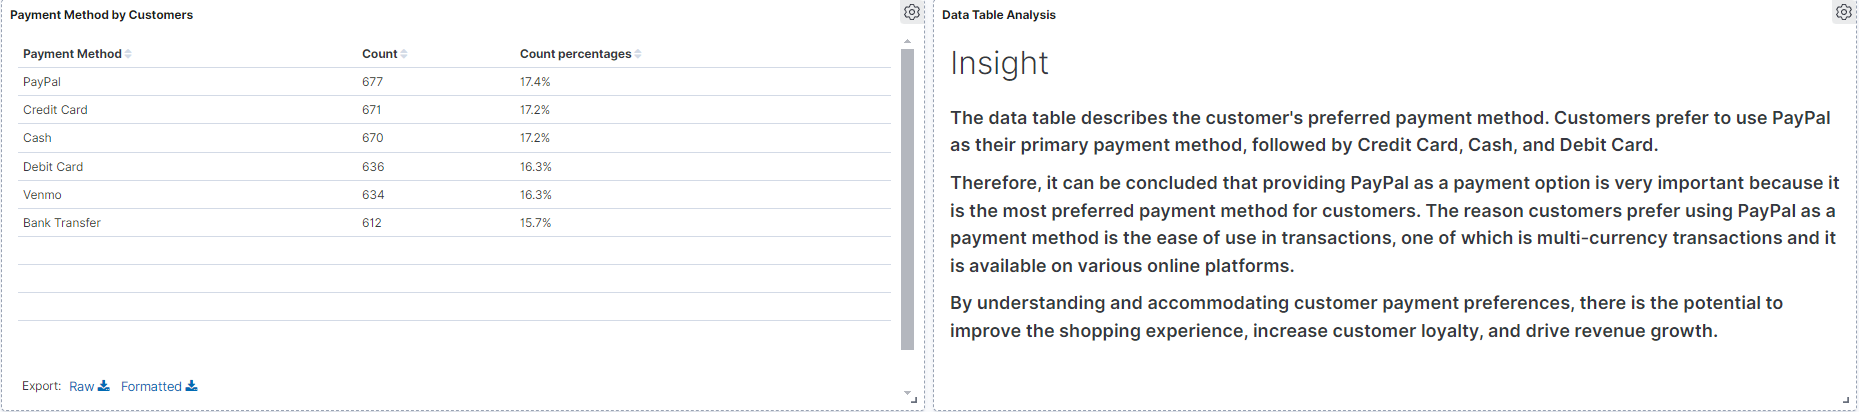 Payment Method by Customers
Payment Method Count Count percentages
PayPal 677 17.4%
Credit Card 671 17.2%
Cash 670 17.2%
Debit Card 636 16.3%
Venmo 634 16.3%
Bank Transfer 612 15.7%
Export: Raw Formatted
Data Table Analysis
Insight
The data table describes the customer's preferred payment method. Customers prefer to use PayPal
as their primary payment method, followed by Credit Card, Cash, and Debit Card.
Therefore, it can be concluded that providing PayPal as a payment option is very important because it
is the most preferred payment method for customers. The reason customers prefer using PayPal as a
payment method is the ease of use in transactions, one of which is multi-currency transactions and it
is available on various online platforms.
By understanding and accommodating customer payment preferences, there is the potential to
improve the shopping experience, increase customer loyalty, and drive revenue growth.